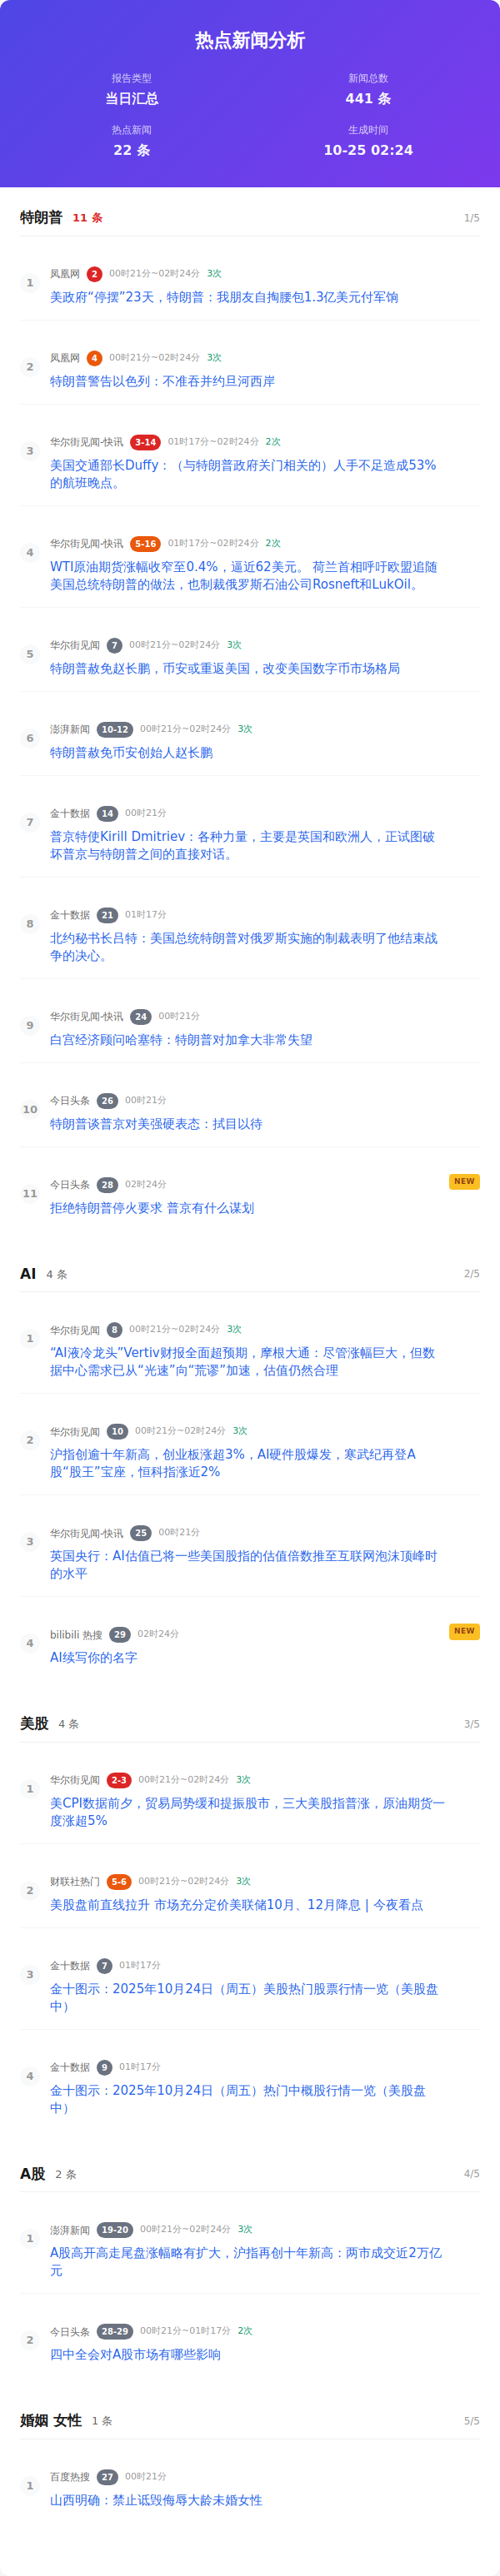 热点新闻分析
报告类型
当日汇总
新闻总数
441 条
热点新闻
22 条
生成时间
10-25 02:24
特朗普 11 条 1/5
1
凤凰网 2 00时21分~02时24分 3次
美政府“停摆”23天，特朗普：我朋友自掏腰包1.3亿美元付军饷
2
凤凰网 4 00时21分~02时24分 3次
特朗普警告以色列：不准吞并约旦河西岸
3
华尔街见闻-快讯 3-14 01时17分~02时24分 2次
美国交通部长Duffy：（与特朗普政府关门相关的）人手不足造成53%
的航班晚点。
4
华尔街见闻-快讯 5-16 01时17分~02时24分 2次
WTI原油期货涨幅收窄至0.4%，逼近62美元。 荷兰首相呼吁欧盟追随
美国总统特朗普的做法，也制裁俄罗斯石油公司Rosneft和LukOil。
5
华尔街见闻 7 00时21分~02时24分 3次
特朗普赦免赵长鹏，币安或重返美国，改变美国数字币市场格局
6
澎湃新闻 10-12 00时21分~02时24分 3次
特朗普赦免币安创始人赵长鹏
7
金十数据 14 00时21分
普京特使Kirill Dmitriev：各种力量，主要是英国和欧洲人，正试图破
坏普京与特朗普之间的直接对话。
8
金十数据 21 01时17分
北约秘书长吕特：美国总统特朗普对俄罗斯实施的制裁表明了他结束战
争的决心。
9
华尔街见闻-快讯 24 00时21分
白宫经济顾问哈塞特：特朗普对加拿大非常失望
10
今日头条 26 00时21分
特朗普谈普京对美强硬表态：拭目以待
11
今日头条 28 02时24分 NEW
拒绝特朗普停火要求 普京有什么谋划
AI 4 条 2/5
1
华尔街见闻 8 00时21分~02时24分 3次
“AI液冷龙头”Vertiv财报全面超预期，摩根大通：尽管涨幅巨大，但数
据中心需求已从“光速”向“荒谬”加速，估值仍然合理
2
华尔街见闻 10 00时21分~02时24分 3次
沪指创逾十年新高，创业板涨超3%，AI硬件股爆发，寒武纪再登A
股“股王”宝座，恒科指涨近2%
3
华尔街见闻-快讯 25 00时21分
英国央行：AI估值已将一些美国股指的估值倍数推至互联网泡沫顶峰时
的水平
4
bilibili 热搜 29 02时24分 NEW
AI续写你的名字
美股 4 条 3/5
1
华尔街见闻 2-3 00时21分~02时24分 3次
美CPI数据前夕，贸易局势缓和提振股市，三大美股指普涨，原油期货一
度涨超5%
2
财联社热门 5-6 00时21分~02时24分 3次
美股盘前直线拉升 市场充分定价美联储10月、12月降息 | 今夜看点
3
金十数据 7 01时17分
金十图示：2025年10月24日（周五）美股热门股票行情一览（美股盘
中）
4
金十数据 9 01时17分
金十图示：2025年10月24日（周五）热门中概股行情一览（美股盘
中）
A股 2 条 4/5
1
澎湃新闻 19-20 00时21分~02时24分 3次
A股高开高走尾盘涨幅略有扩大，沪指再创十年新高：两市成交近2万亿
元
2
今日头条 28-29 00时21分~01时17分 2次
四中全会对A股市场有哪些影响
婚姻 女性 1 条 5/5
1
百度热搜 27 00时21分
山西明确：禁止诋毁侮辱大龄未婚女性